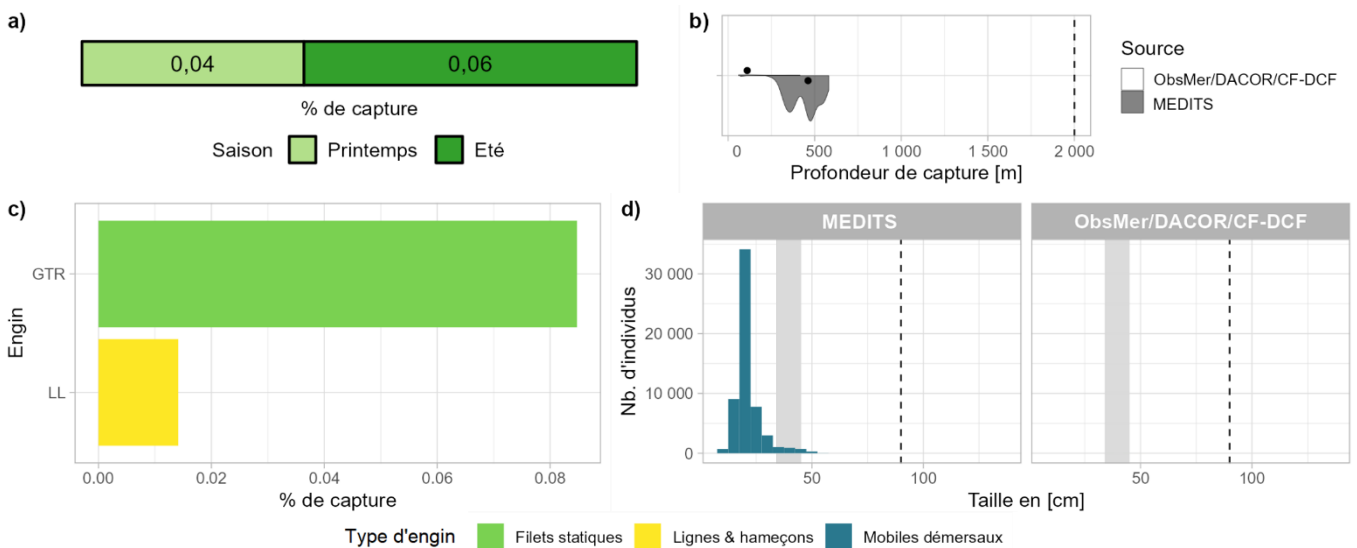 a)
0,04 0,06
% de capture
Saison Printemps Eté
b)
0 500 1 000 1 500 2 000
Profondeur de capture [m]
Source
ObsMer/DACOR/CF-DCF
MEDITS
c)
Engin
GTR
LL
0.00 0.02 0.04 0.06 0.08
% de capture
d)
MEDITS ObsMer/DACOR/CF-DCF
Nb. d'individus
30 000
20 000
10 000
0
50 100 50 100
Taille en [cm]
Type d'engin Filets statiques Lignes & hameçons Mobiles démersaux